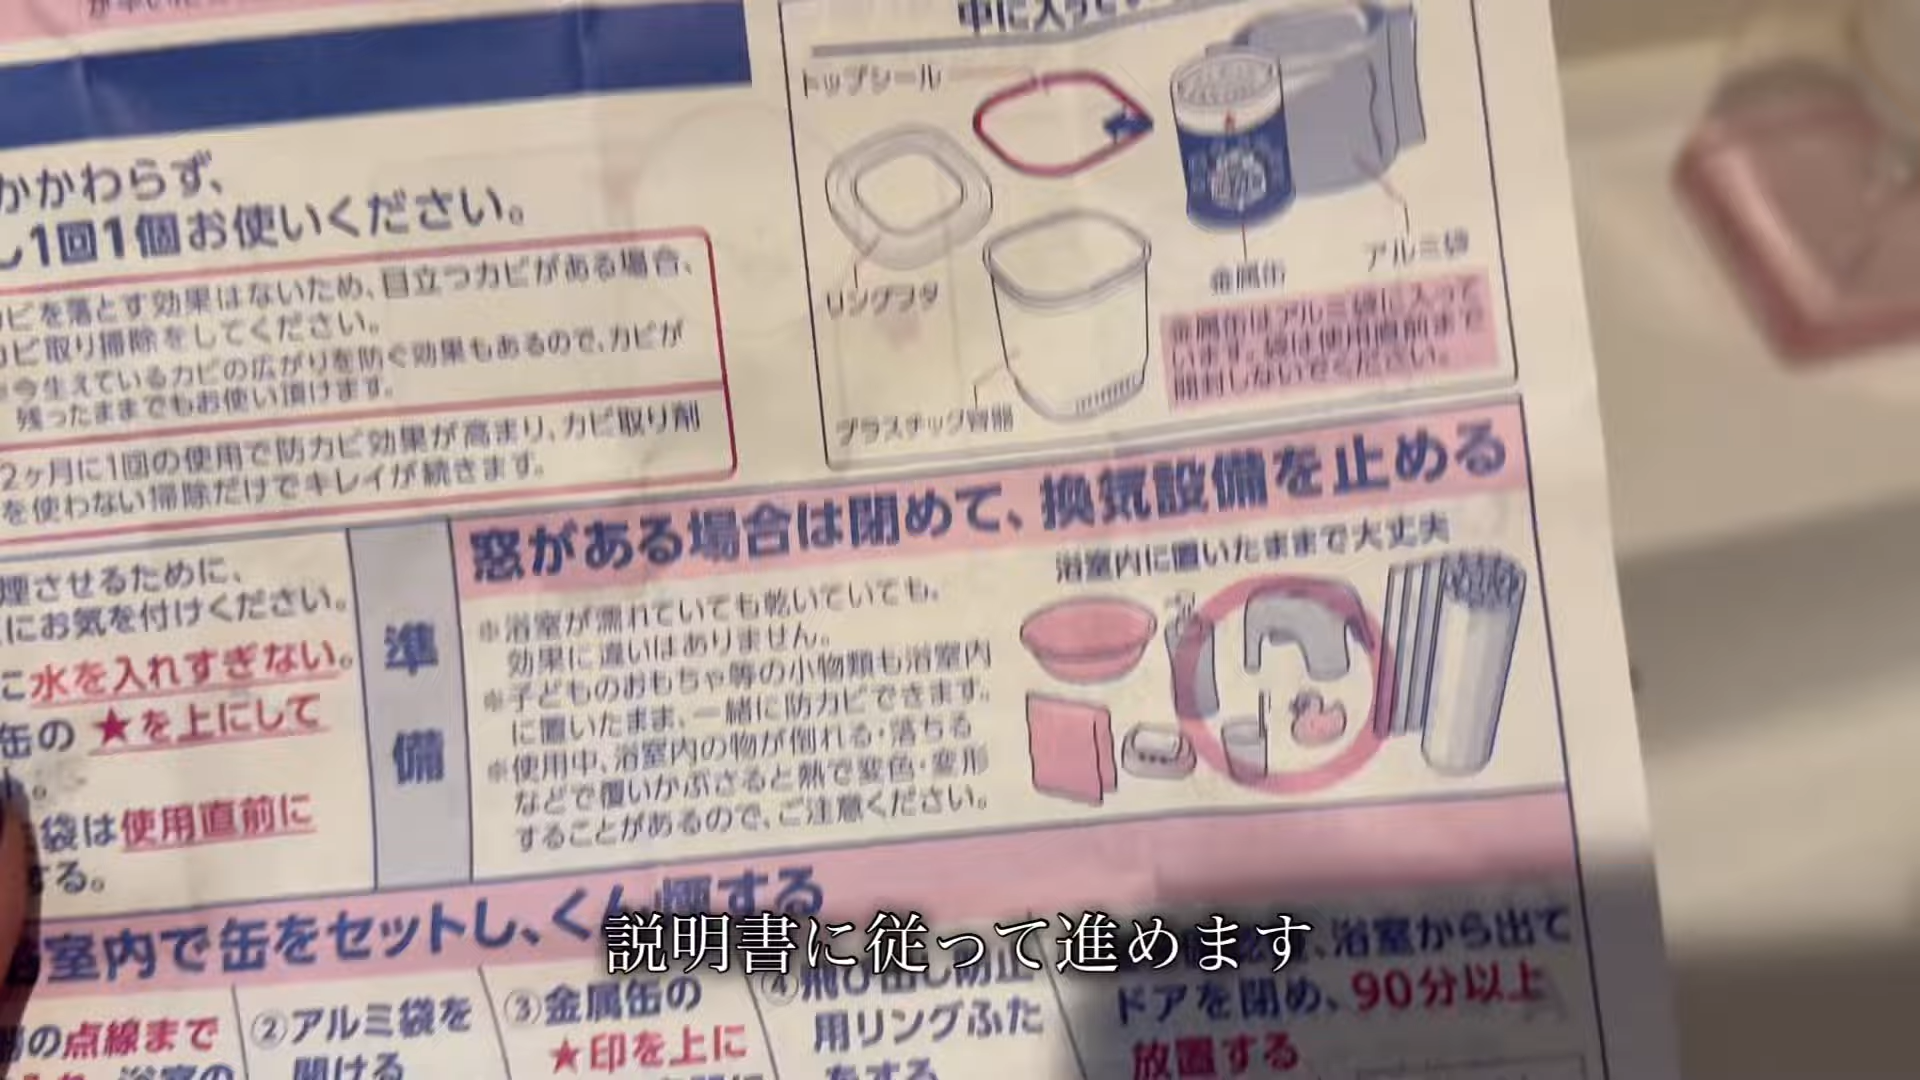 中に入って
トップシール
リングフタ
プラスチック容器
金属缶
アルミ袋
金属缶はアルミ袋に入って
います。袋は使用直前まで
開封しないでください。
かかわらず、
1回1個お使いください。
カビを落とす効果はないため、目立つカビがある場合、
カビ取り掃除をしてください。
※今生えているカビの広がりを防ぐ効果もあるので、カビが
残ったままでもお使い頂けます。
2ヶ月に1回の使用で防カビ効果が高まり、カビ取り剤
を使わない掃除だけでキレイが続きます。
煙させるために、
にお気を付けください。
に水を入れすぎない。
缶の ★を上にして
袋は使用直前に
する。
準備
窓がある場合は閉めて、換気設備を止める
※浴室が濡れていても乾いていても、
効果に違いはありません。
※子どものおもちゃ等の小物類も浴室内
に置いたまま、一緒に防カビできます。
※使用中、浴室内の物が倒れる・落ちる
などで覆いかぶさると熱で変色・変形
することがあるので、ご注意ください。
浴室内に置いたままで大丈夫
浴室内で缶をセットし、くん煙する
の点線まで
浴室の
②アルミ袋を
開ける
③金属缶の
★印を上に
④飛び出し防止
用リングふた
をする
、浴室から出て
ドアを閉め、90分以上
放置する
説明書に従って進めます